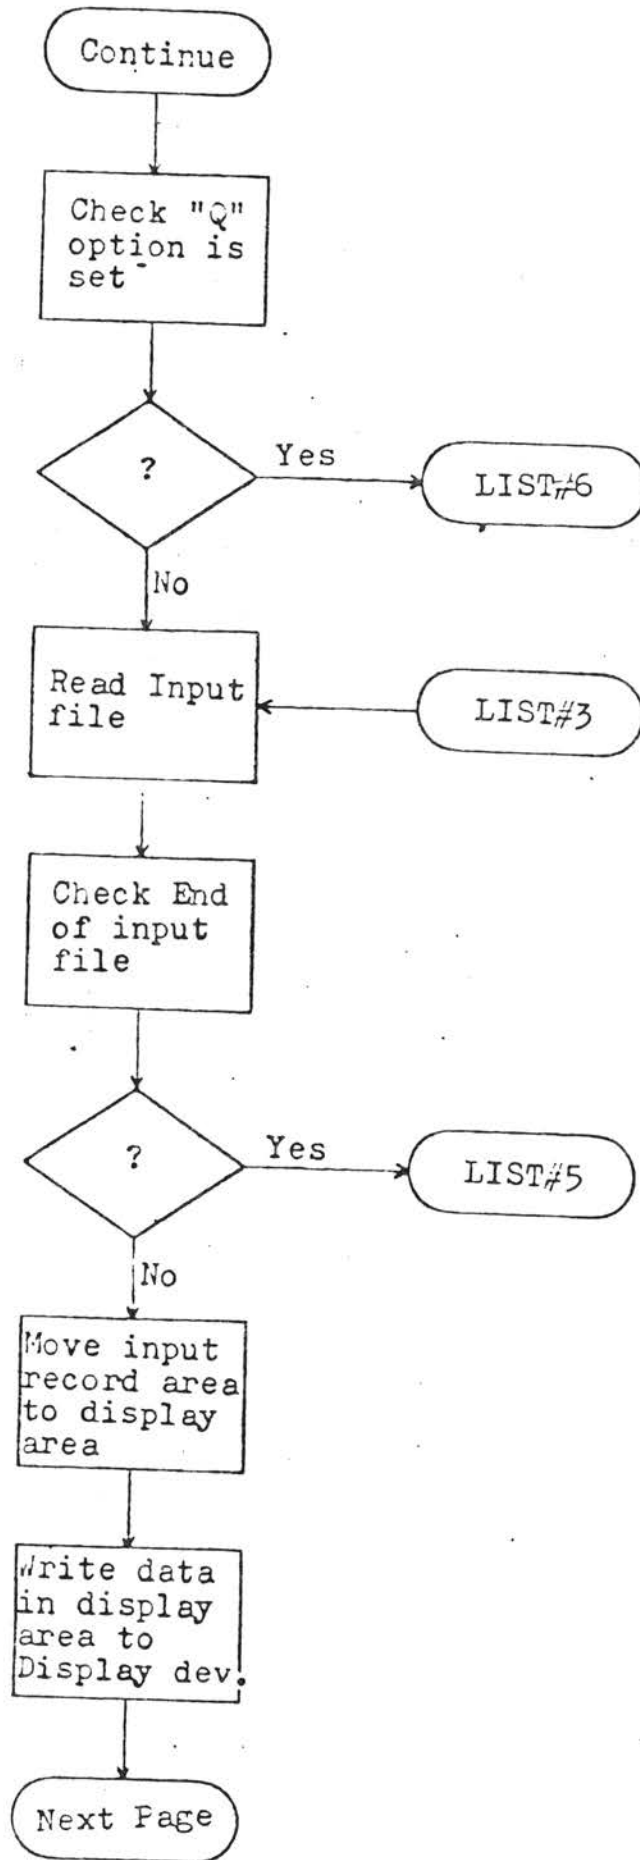 Continue
Check "Q"
option is
set
?
Yes
LIST#6
No
Read Input
file
LIST#3
Check End
of input
file
?
Yes
LIST#5
No
Move input
record area
to display
area
Write data
in display
area to
Display dev.
Next Page